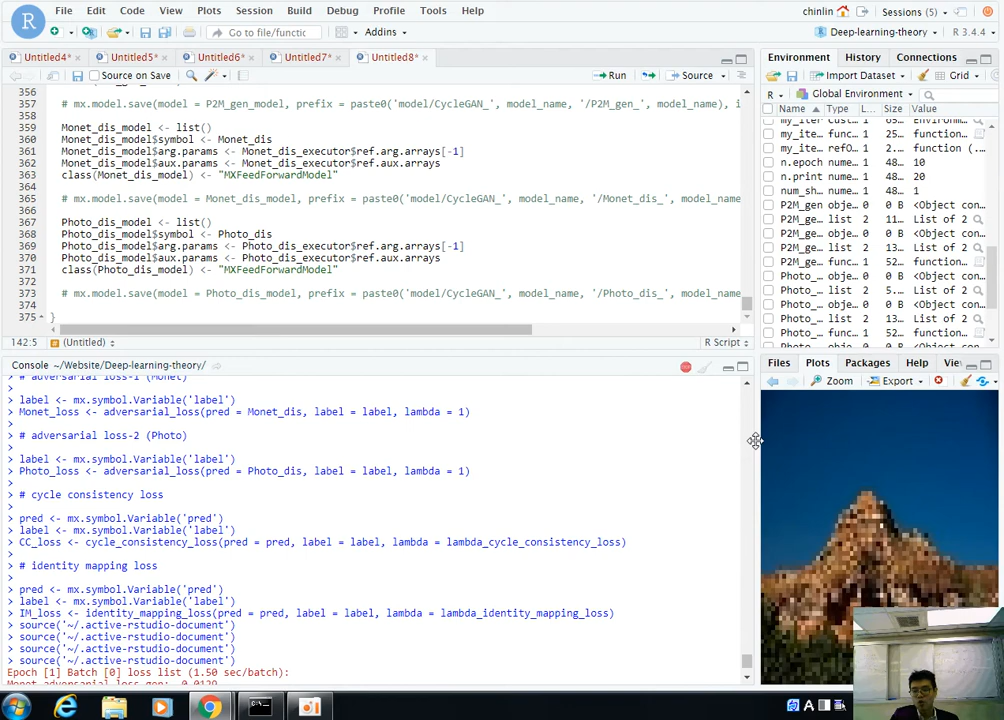 File Edit Code View Plots Session Build Debug Profile Tools Help
chinlin Sessions (5)
Go to file/functic Addins
Deep-learning-theory R 3.4.4
Untitled4* Untitled5* Untitled6* Untitled7* Untitled8*
Environment History Connections
Source on Save Run Source
Import Dataset Grid
R Global Environment
Name Type L... Size Value
356
357 # mx.model.save(model = P2M_gen_model, prefix = paste0('model/CycleGAN_', model_name, '/P2M_gen_', model_name), i
358
359 Monet_dis_model <- list()
360 Monet_dis_model$symbol <- Monet_dis
361 Monet_dis_model$arg.params <- Monet_dis_executor$ref.arg.arrays[-1]
362 Monet_dis_model$aux.params <- Monet_dis_executor$ref.aux.arrays
363 class(Monet_dis_model) <- "MXFeedForwardModel"
364
365 # mx.model.save(model = Monet_dis_model, prefix = paste0('model/CycleGAN_', model_name, '/Monet_dis_', model_name
366
367 Photo_dis_model <- list()
368 Photo_dis_model$symbol <- Photo_dis
369 Photo_dis_model$arg.params <- Photo_dis_executor$ref.arg.arrays[-1]
370 Photo_dis_model$aux.params <- Photo_dis_executor$ref.aux.arrays
371 class(Photo_dis_model) <- "MXFeedForwardModel"
372
373 # mx.model.save(model = Photo_dis_model, prefix = paste0('model/CycleGAN_', model_name, '/Photo_dis_', model_name
374
375 }
142:5 (Untitled) R Script
my_iter func... 1 25... function...
my_ite... refO... 1 2.... function (...
n.epoch nume... 1 48... 10
n.print nume... 1 48... 20
num_sh... nume... 1 48... 1
P2M_gen obje... 0 0 B <Object con...
P2M_ge... list 2 11M List of 2
P2M_ge... obje... 0 0 B <Object con...
P2M_ge... list 2 13... List of 2
P2M_ge... func... 1 52... function...
Photo_... obje... 0 0 B <Object con...
Photo_... list 2 5.... List of 2
Photo_... obje... 0 0 B <Object con...
Photo_... list 2 13... List of 2
Photo_... func... 1 52... function...
Files Plots Packages Help Vie
Zoom Export
Console ~/Website/Deep-learning-theory/
> # adversarial loss-1 (Monet)
>
> label <- mx.symbol.Variable('label')
> Monet_loss <- adversarial_loss(pred = Monet_dis, label = label, lambda = 1)
>
> # adversarial loss-2 (Photo)
>
> label <- mx.symbol.Variable('label')
> Photo_loss <- adversarial_loss(pred = Photo_dis, label = label, lambda = 1)
>
> # cycle consistency loss
>
> pred <- mx.symbol.Variable('pred')
> label <- mx.symbol.Variable('label')
> CC_loss <- cycle_consistency_loss(pred = pred, label = label, lambda = lambda_cycle_consistency_loss)
>
> # identity mapping loss
>
> pred <- mx.symbol.Variable('pred')
> label <- mx.symbol.Variable('label')
> IM_loss <- identity_mapping_loss(pred = pred, label = label, lambda = lambda_identity_mapping_loss)
> source('~/.active-rstudio-document')
> source('~/.active-rstudio-document')
> source('~/.active-rstudio-document')
> source('~/.active-rstudio-document')
Epoch [1] Batch [0] loss list (1.50 sec/batch):